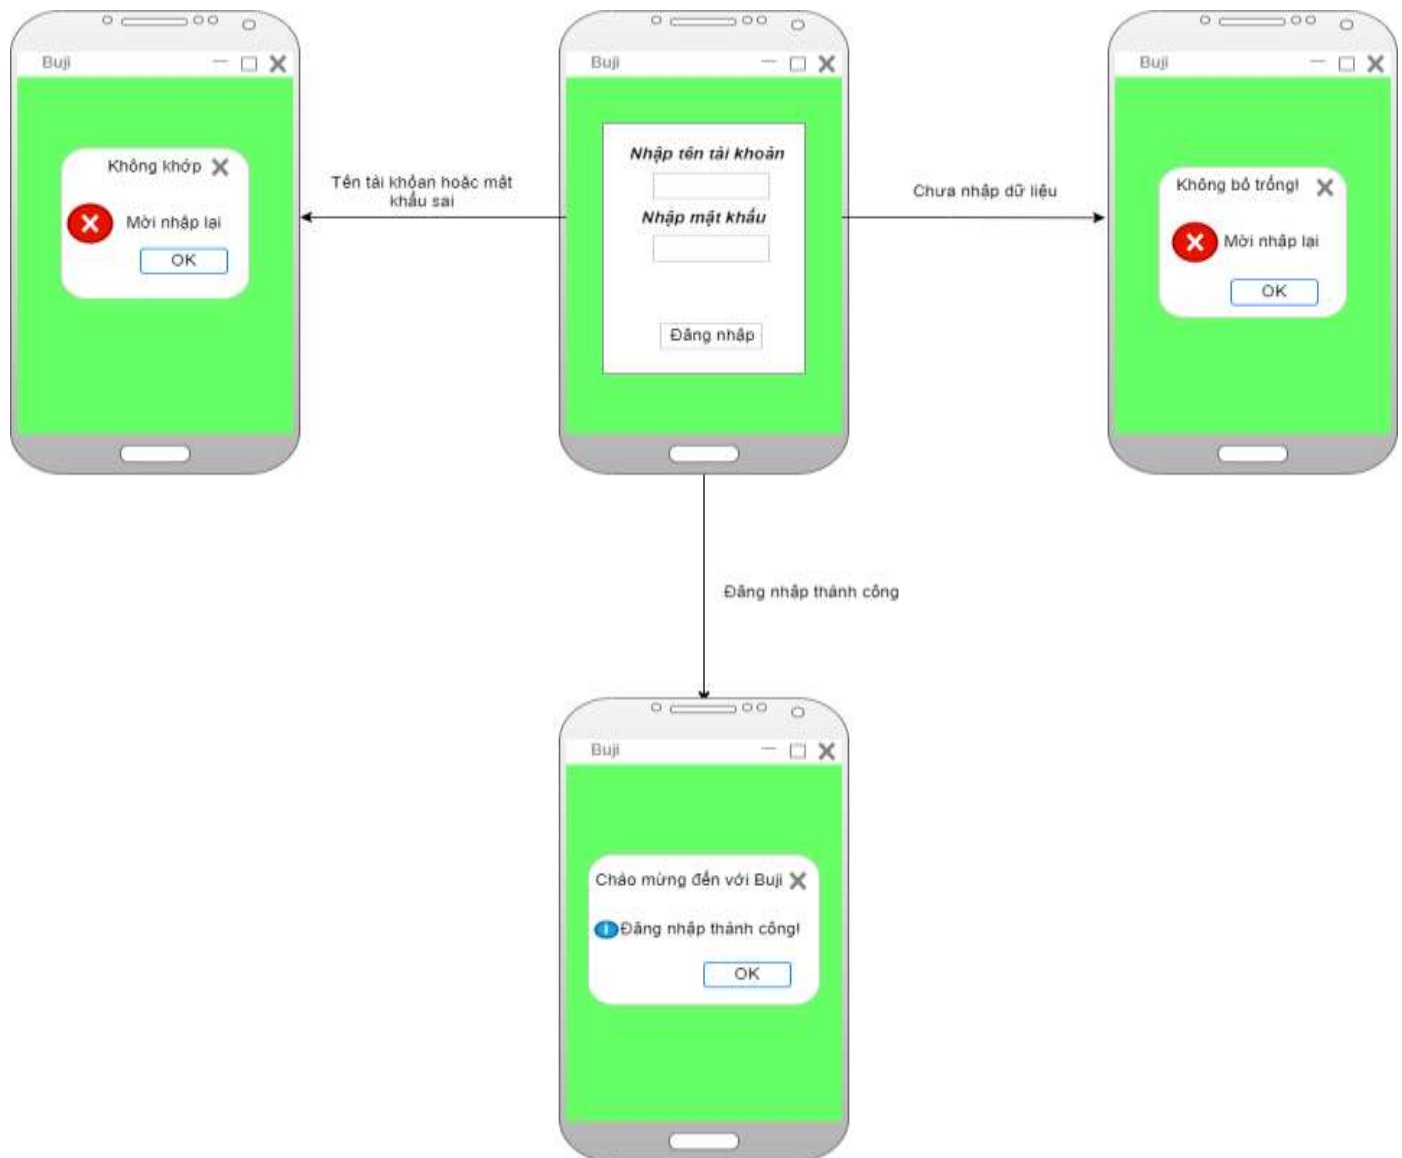 Buji
Buji
Buji
Không khớp
Mời nhập lại
OK
Tên tài khỏan hoặc mật
khẩu sai
Nhập tên tài khoản
Nhập mật khẩu
Đăng nhập
Chưa nhập dữ liệu
Không bỏ trống!
Mời nhập lại
OK
Đăng nhập thành công
Buji
Chào mừng đến với Buji
Đăng nhập thành công!
OK